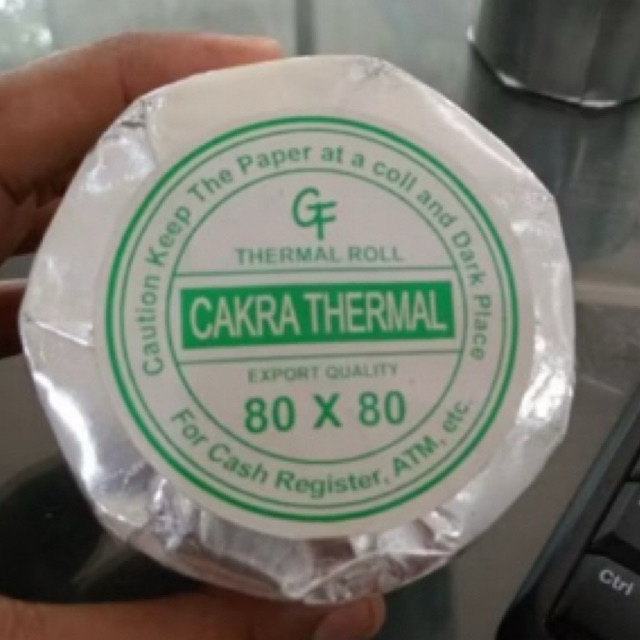 Caution Keep The Paper at a coll and Dark Place
GF
THERMAL ROLL
CAKRA THERMAL
EXPORT QUALITY
80 X 80
For Cash Register, ATM, etc.
Ctrl